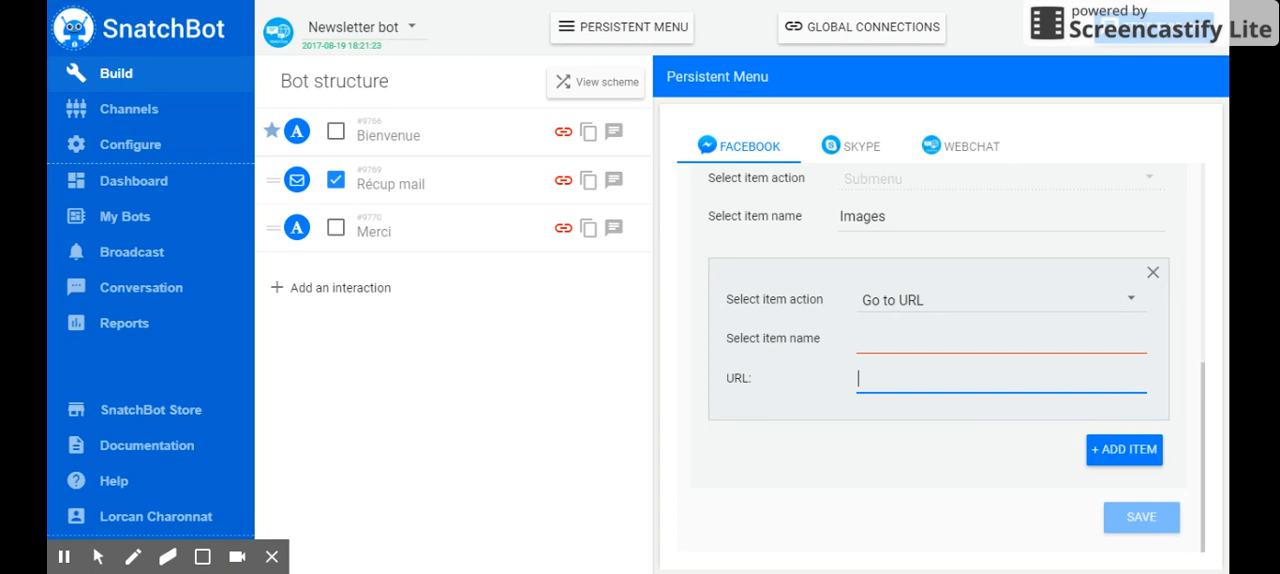 SnatchBot
Newsletter bot
2017-08-19 18:21:23
PERSISTENT MENU
GLOBAL CONNECTIONS
powered by
Screencastify Lite
Build
Channels
Configure
Dashboard
My Bots
Broadcast
Conversation
Reports
SnatchBot Store
Documentation
Help
Lorcan Charonnat
Bot structure
View scheme
A
#9766
Bienvenue
#9769
Récup mail
A
#9770
Merci
+ Add an interaction
Persistent Menu
FACEBOOK
SKYPE
WEBCHAT
Select item action
Submenu
Select item name
Images
Select item action
Go to URL
Select item name
URL:
+ ADD ITEM
SAVE